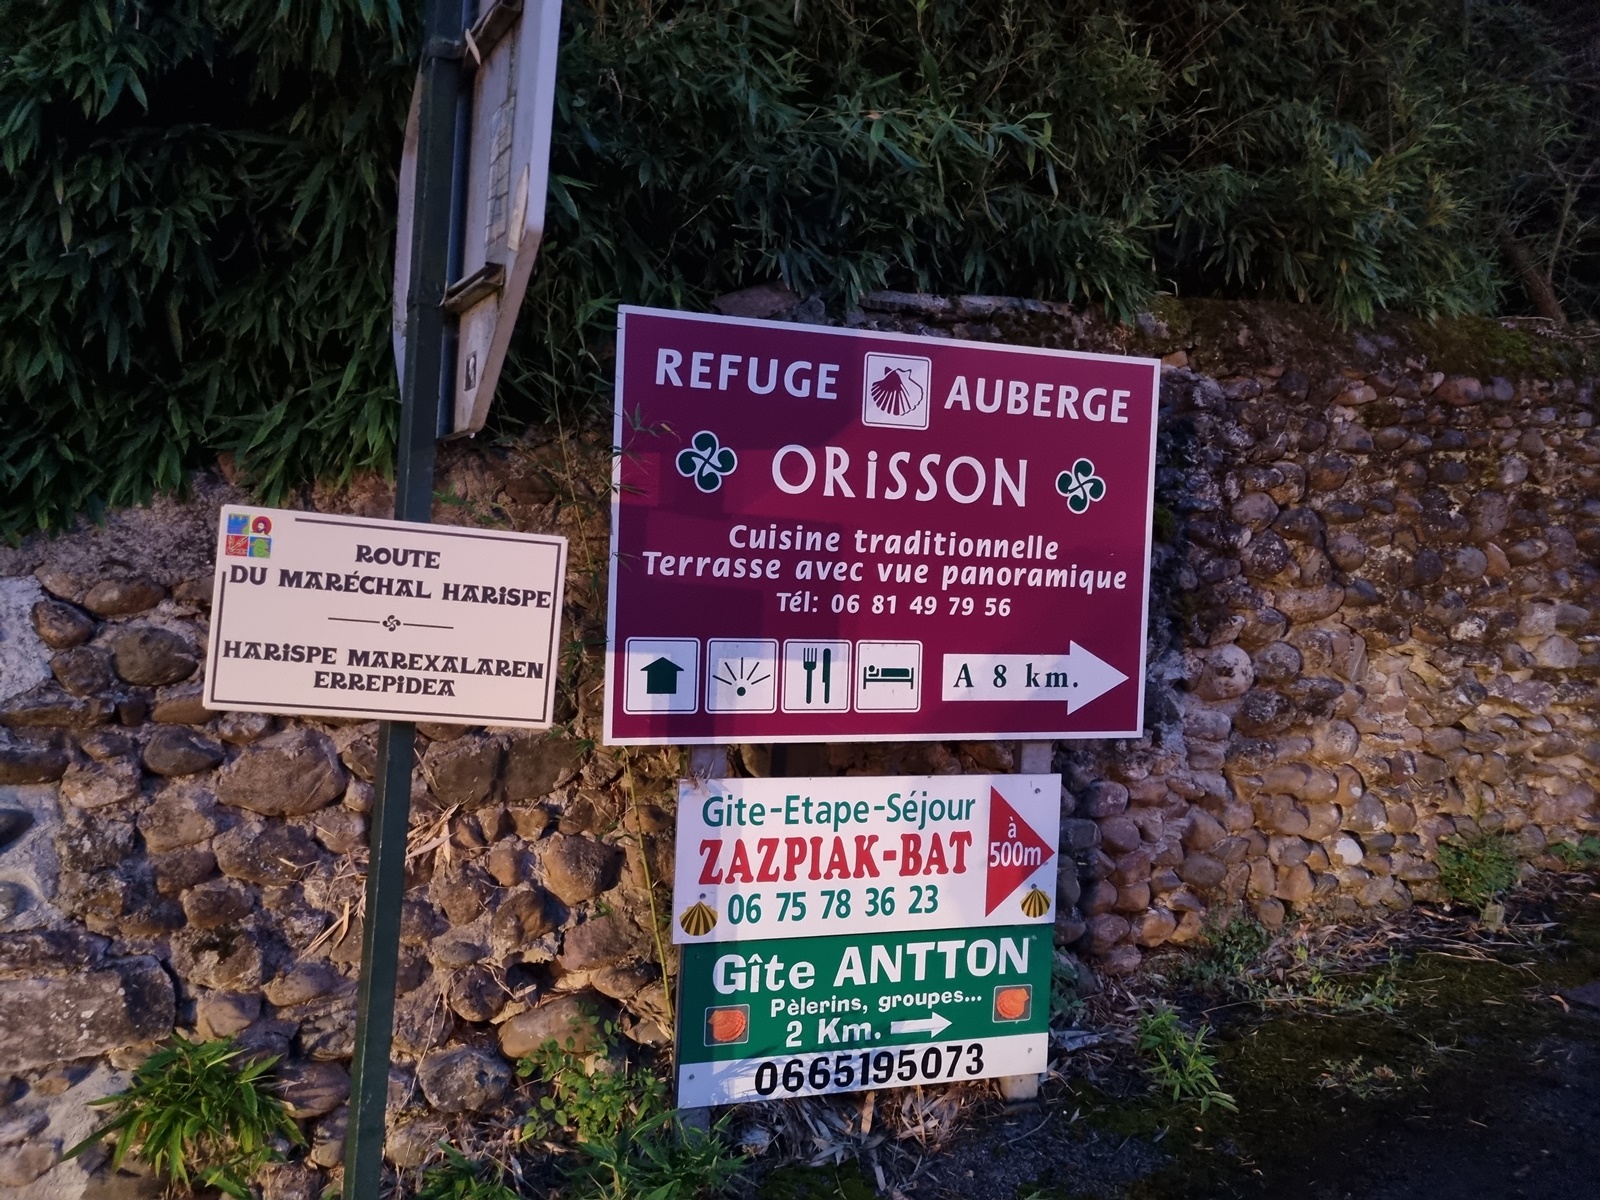 ROUTE
DU MARÉCHAL HARiSPE
HARiSPE MAREXALAREN
ERREPiDEA
REFUGE AUBERGE
ORiSSON
Cuisine traditionnelle
Terrasse avec vue panoramique
Tél: 06 81 49 79 56
A 8 km.
Gite-Etape-Séjour
ZAZPIAK-BAT
à
500m
06 75 78 36 23
Gîte ANTTON
Pèlerins, groupes...
2 Km.
0665195073